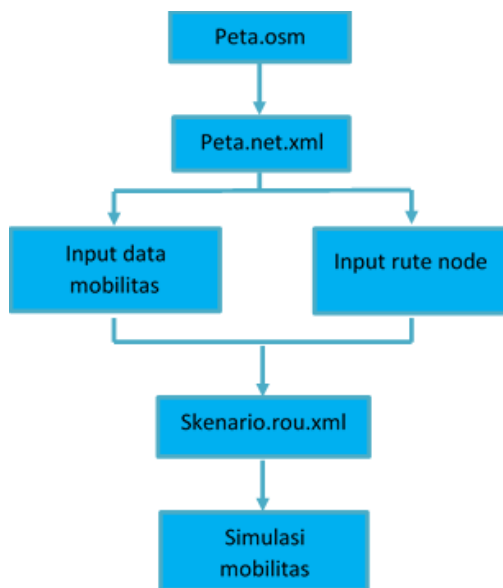 Peta.osm
Peta.net.xml
Input data
mobilitas
Input rute node
Skenario.rou.xml
Simulasi
mobilitas